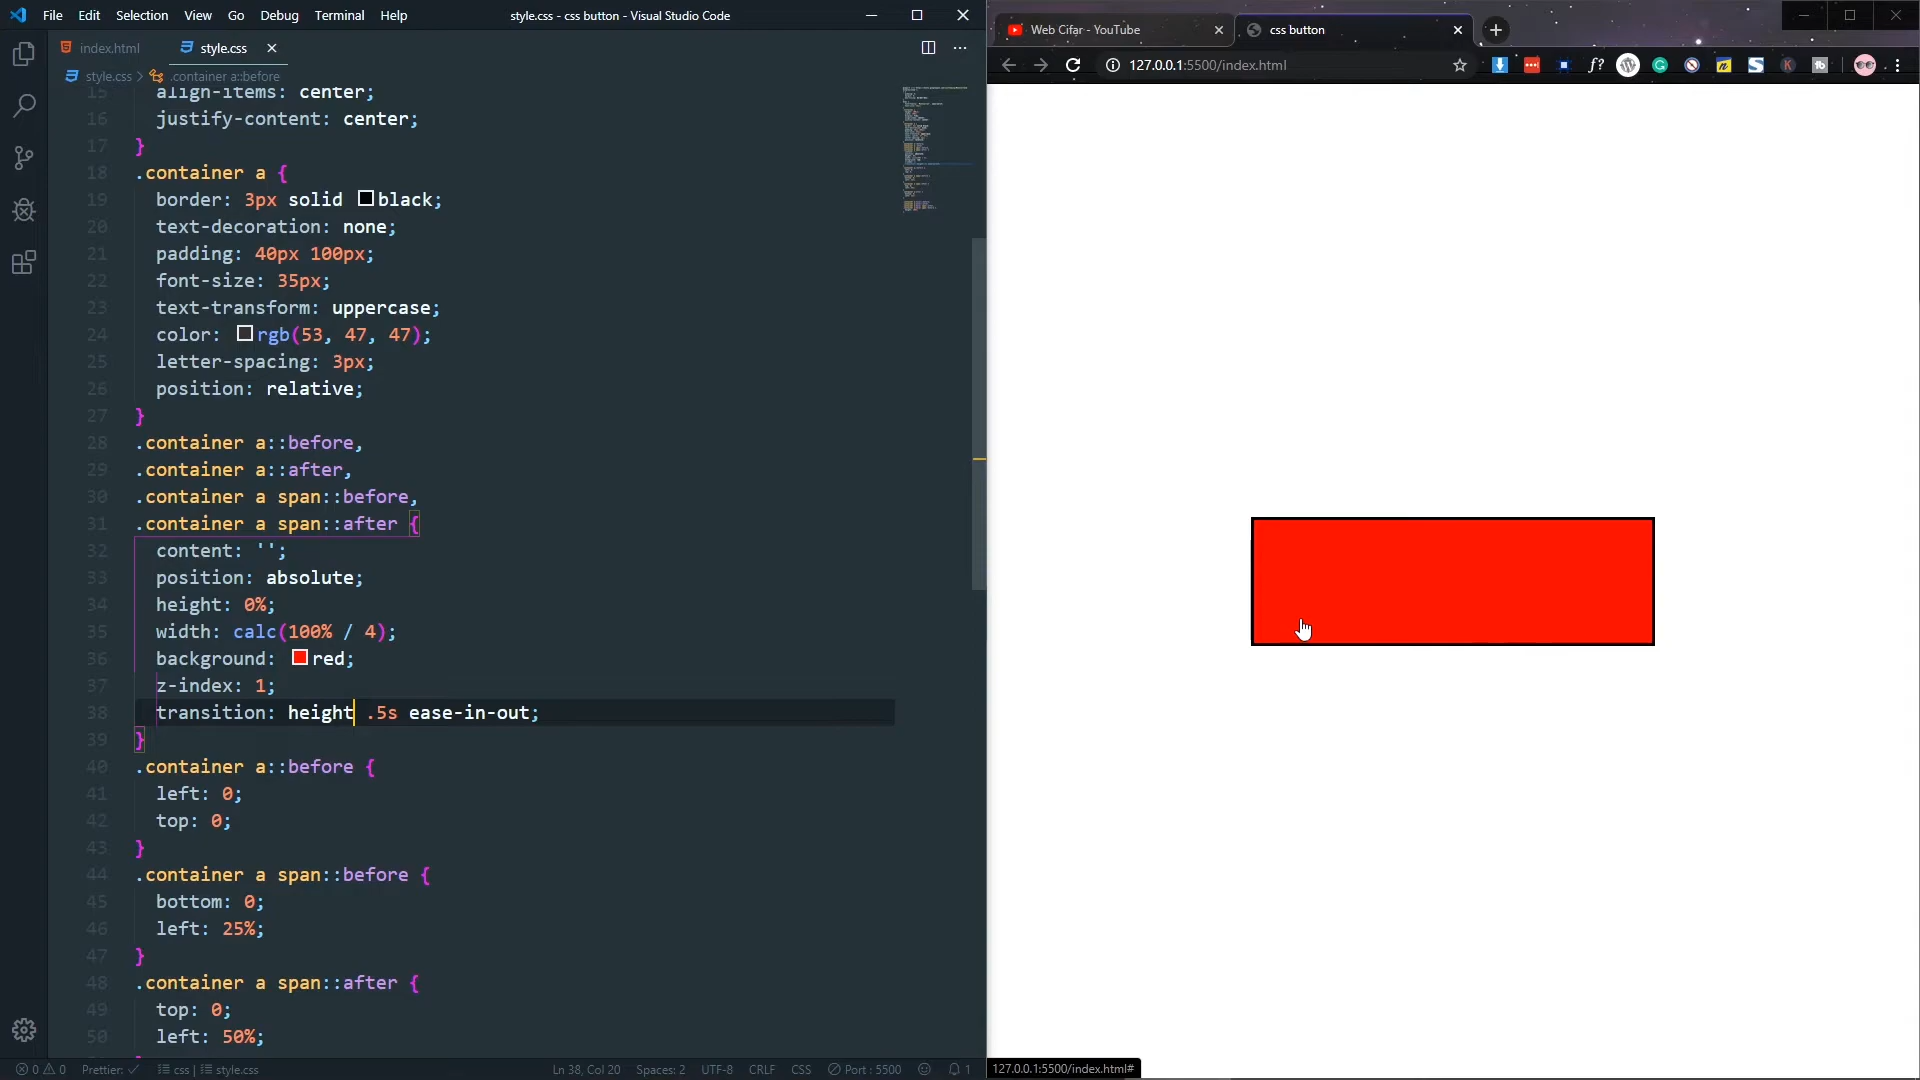 File Edit Selection View Go Debug Terminal Help
style.css - css button - Visual Studio Code
index.html
style.css
style.css > .container a::before
15 align-items: center;
16 justify-content: center;
17 }
18 .container a {
19 border: 3px solid black;
20 text-decoration: none;
21 padding: 40px 100px;
22 font-size: 35px;
23 text-transform: uppercase;
24 color: rgb(53, 47, 47);
25 letter-spacing: 3px;
26 position: relative;
27 }
28 .container a::before,
29 .container a::after,
30 .container a span::before,
31 .container a span::after {
32 content: '';
33 position: absolute;
34 height: 0%;
35 width: calc(100% / 4);
36 background: red;
37 z-index: 1;
38 transition: height .5s ease-in-out;
39 }
40 .container a::before {
41 left: 0;
42 top: 0;
43 }
44 .container a span::before {
45 bottom: 0;
46 left: 25%;
47 }
48 .container a span::after {
49 top: 0;
50 left: 50%;
0 0 Prettier: ✓ css | style.css Ln 38, Col 20 Spaces: 2 UTF-8 CRLF CSS Port : 5500 1
Web Cifar - YouTube
css button
127.0.0.1:5500/index.html
127.0.0.1:5500/index.html#